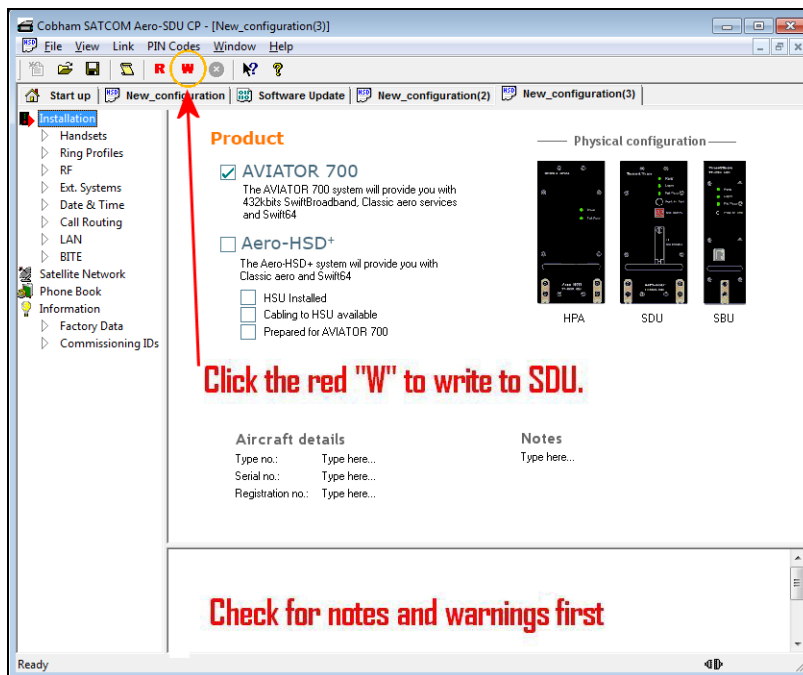 Cobham SATCOM Aero-SDU CP - [New_configuration(3)]
File View Link PIN Codes Window Help
R W
Start up New_configuration Software Update New_configuration(2) New_configuration(3)
Installation
Handsets
Ring Profiles
RF
Ext. Systems
Date & Time
Call Routing
LAN
BITE
Satellite Network
Phone Book
Information
Factory Data
Commissioning IDs
Product
AVIATOR 700
The AVIATOR 700 system will provide you with
432kbits SwiftBroadband, Classic aero services
and Swift64
Aero-HSD+
The Aero-HSD+ system wil provide you with
Classic aero and Swift64
HSU Installed
Cabling to HSU available
Prepared for AVIATOR 700
Physical configuration
HPA SDU SBU
Click the red "W" to write to SDU.
Aircraft details
Type no.: Type here...
Serial no.: Type here...
Registration no.: Type here...
Notes
Type here...
Check for notes and warnings first
Ready